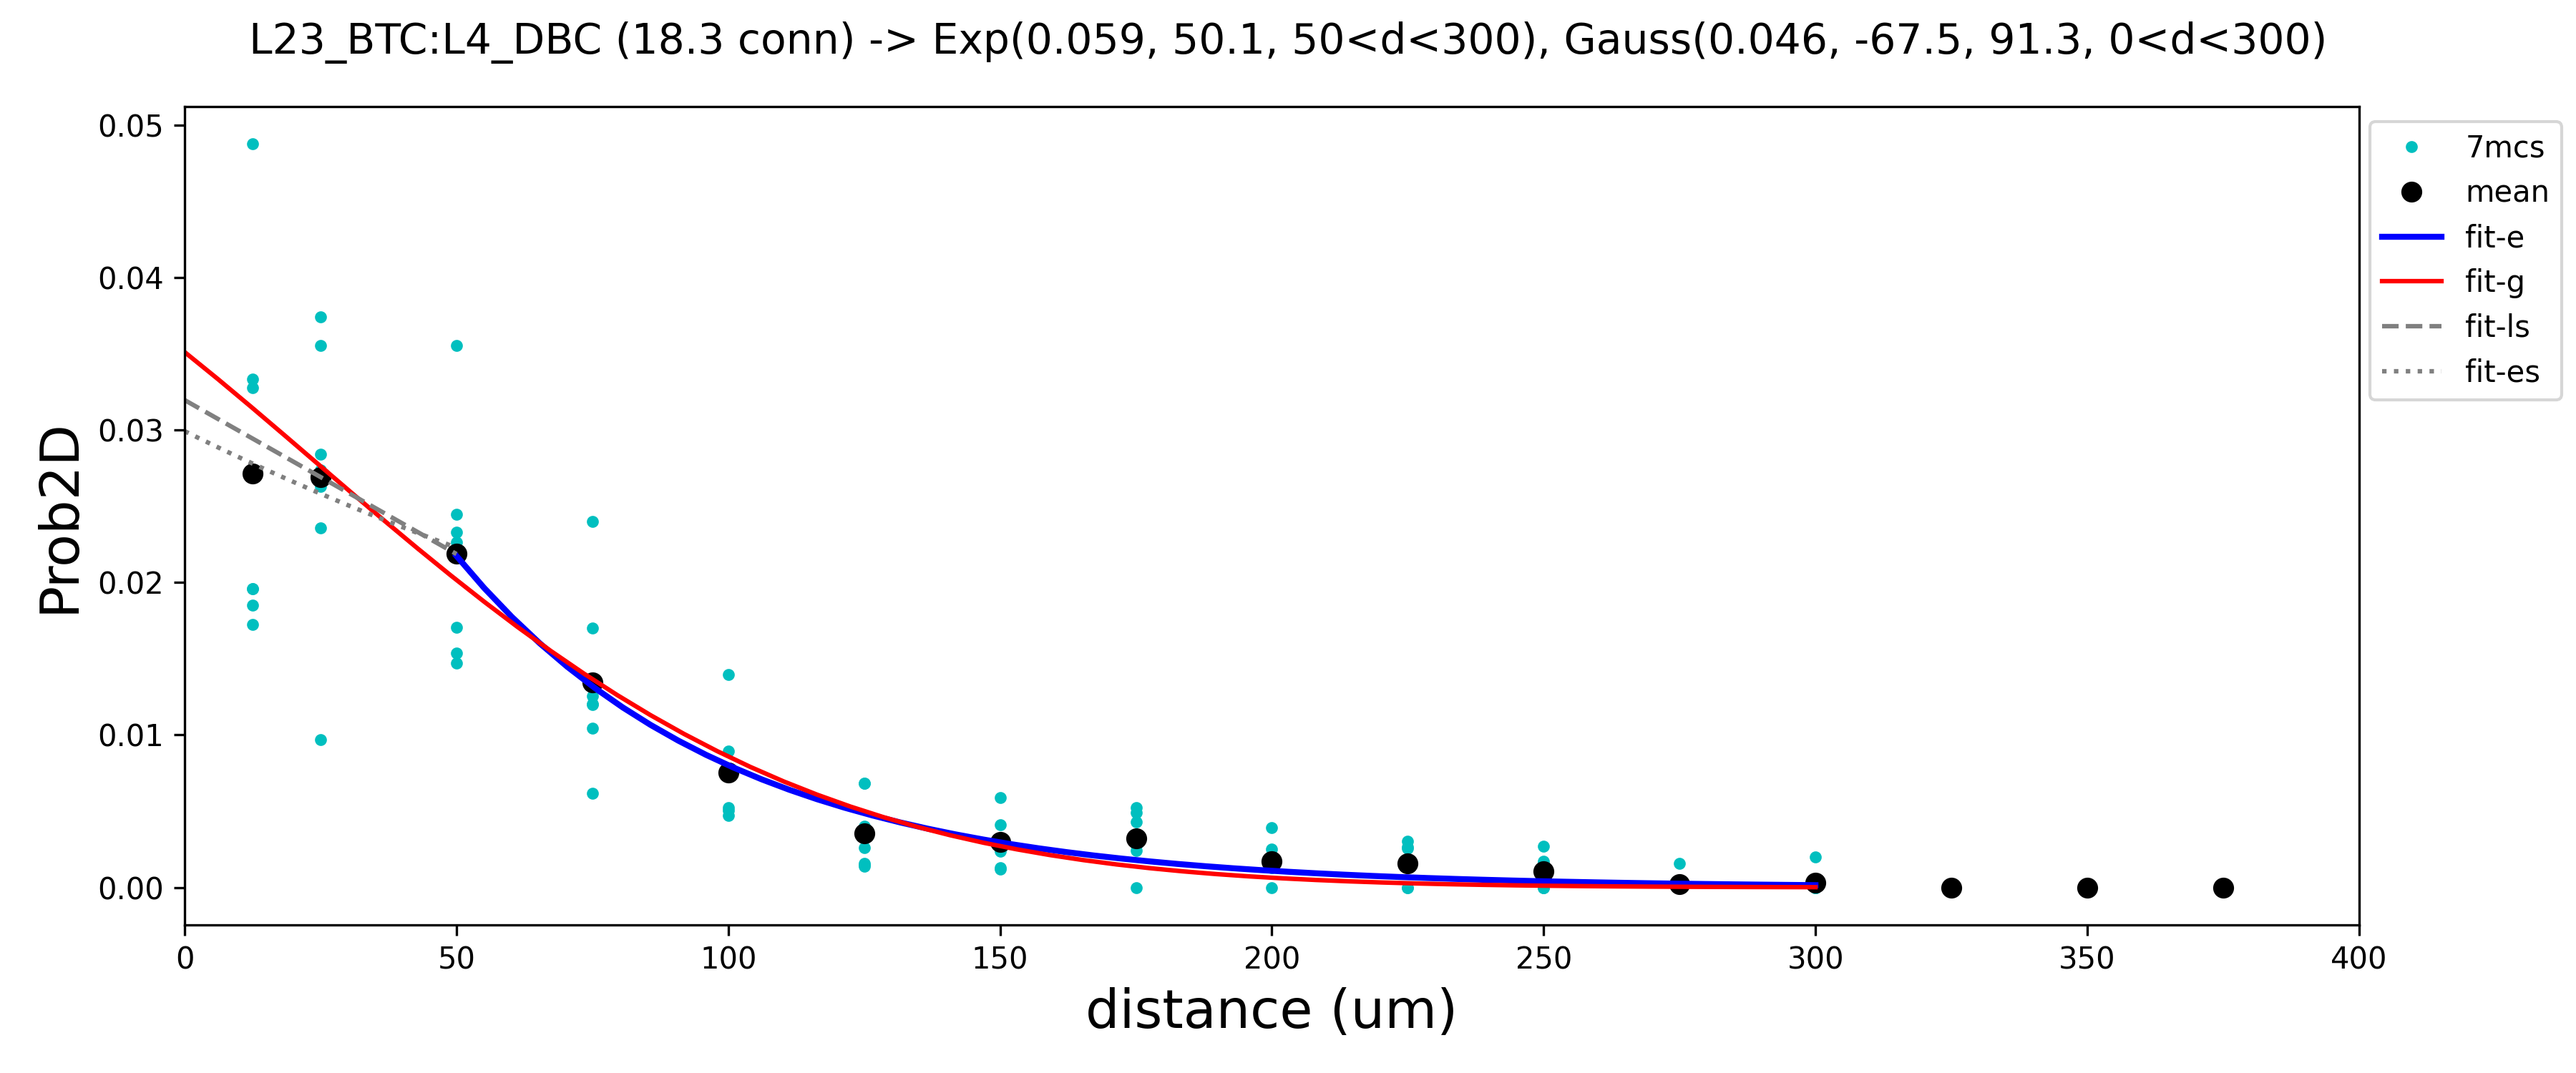 L23_BTC:L4_DBC (18.3 conn) -> Exp(0.059, 50.1, 50<d<300), Gauss(0.046, -67.5, 91.3, 0<d<300)
0.05
0.04
0.03
0.02
0.01
0.00
Prob2D
0 50 100 150 200 250 300 350 400
distance (um)
7mcs
mean
fit-e
fit-g
fit-ls
fit-es